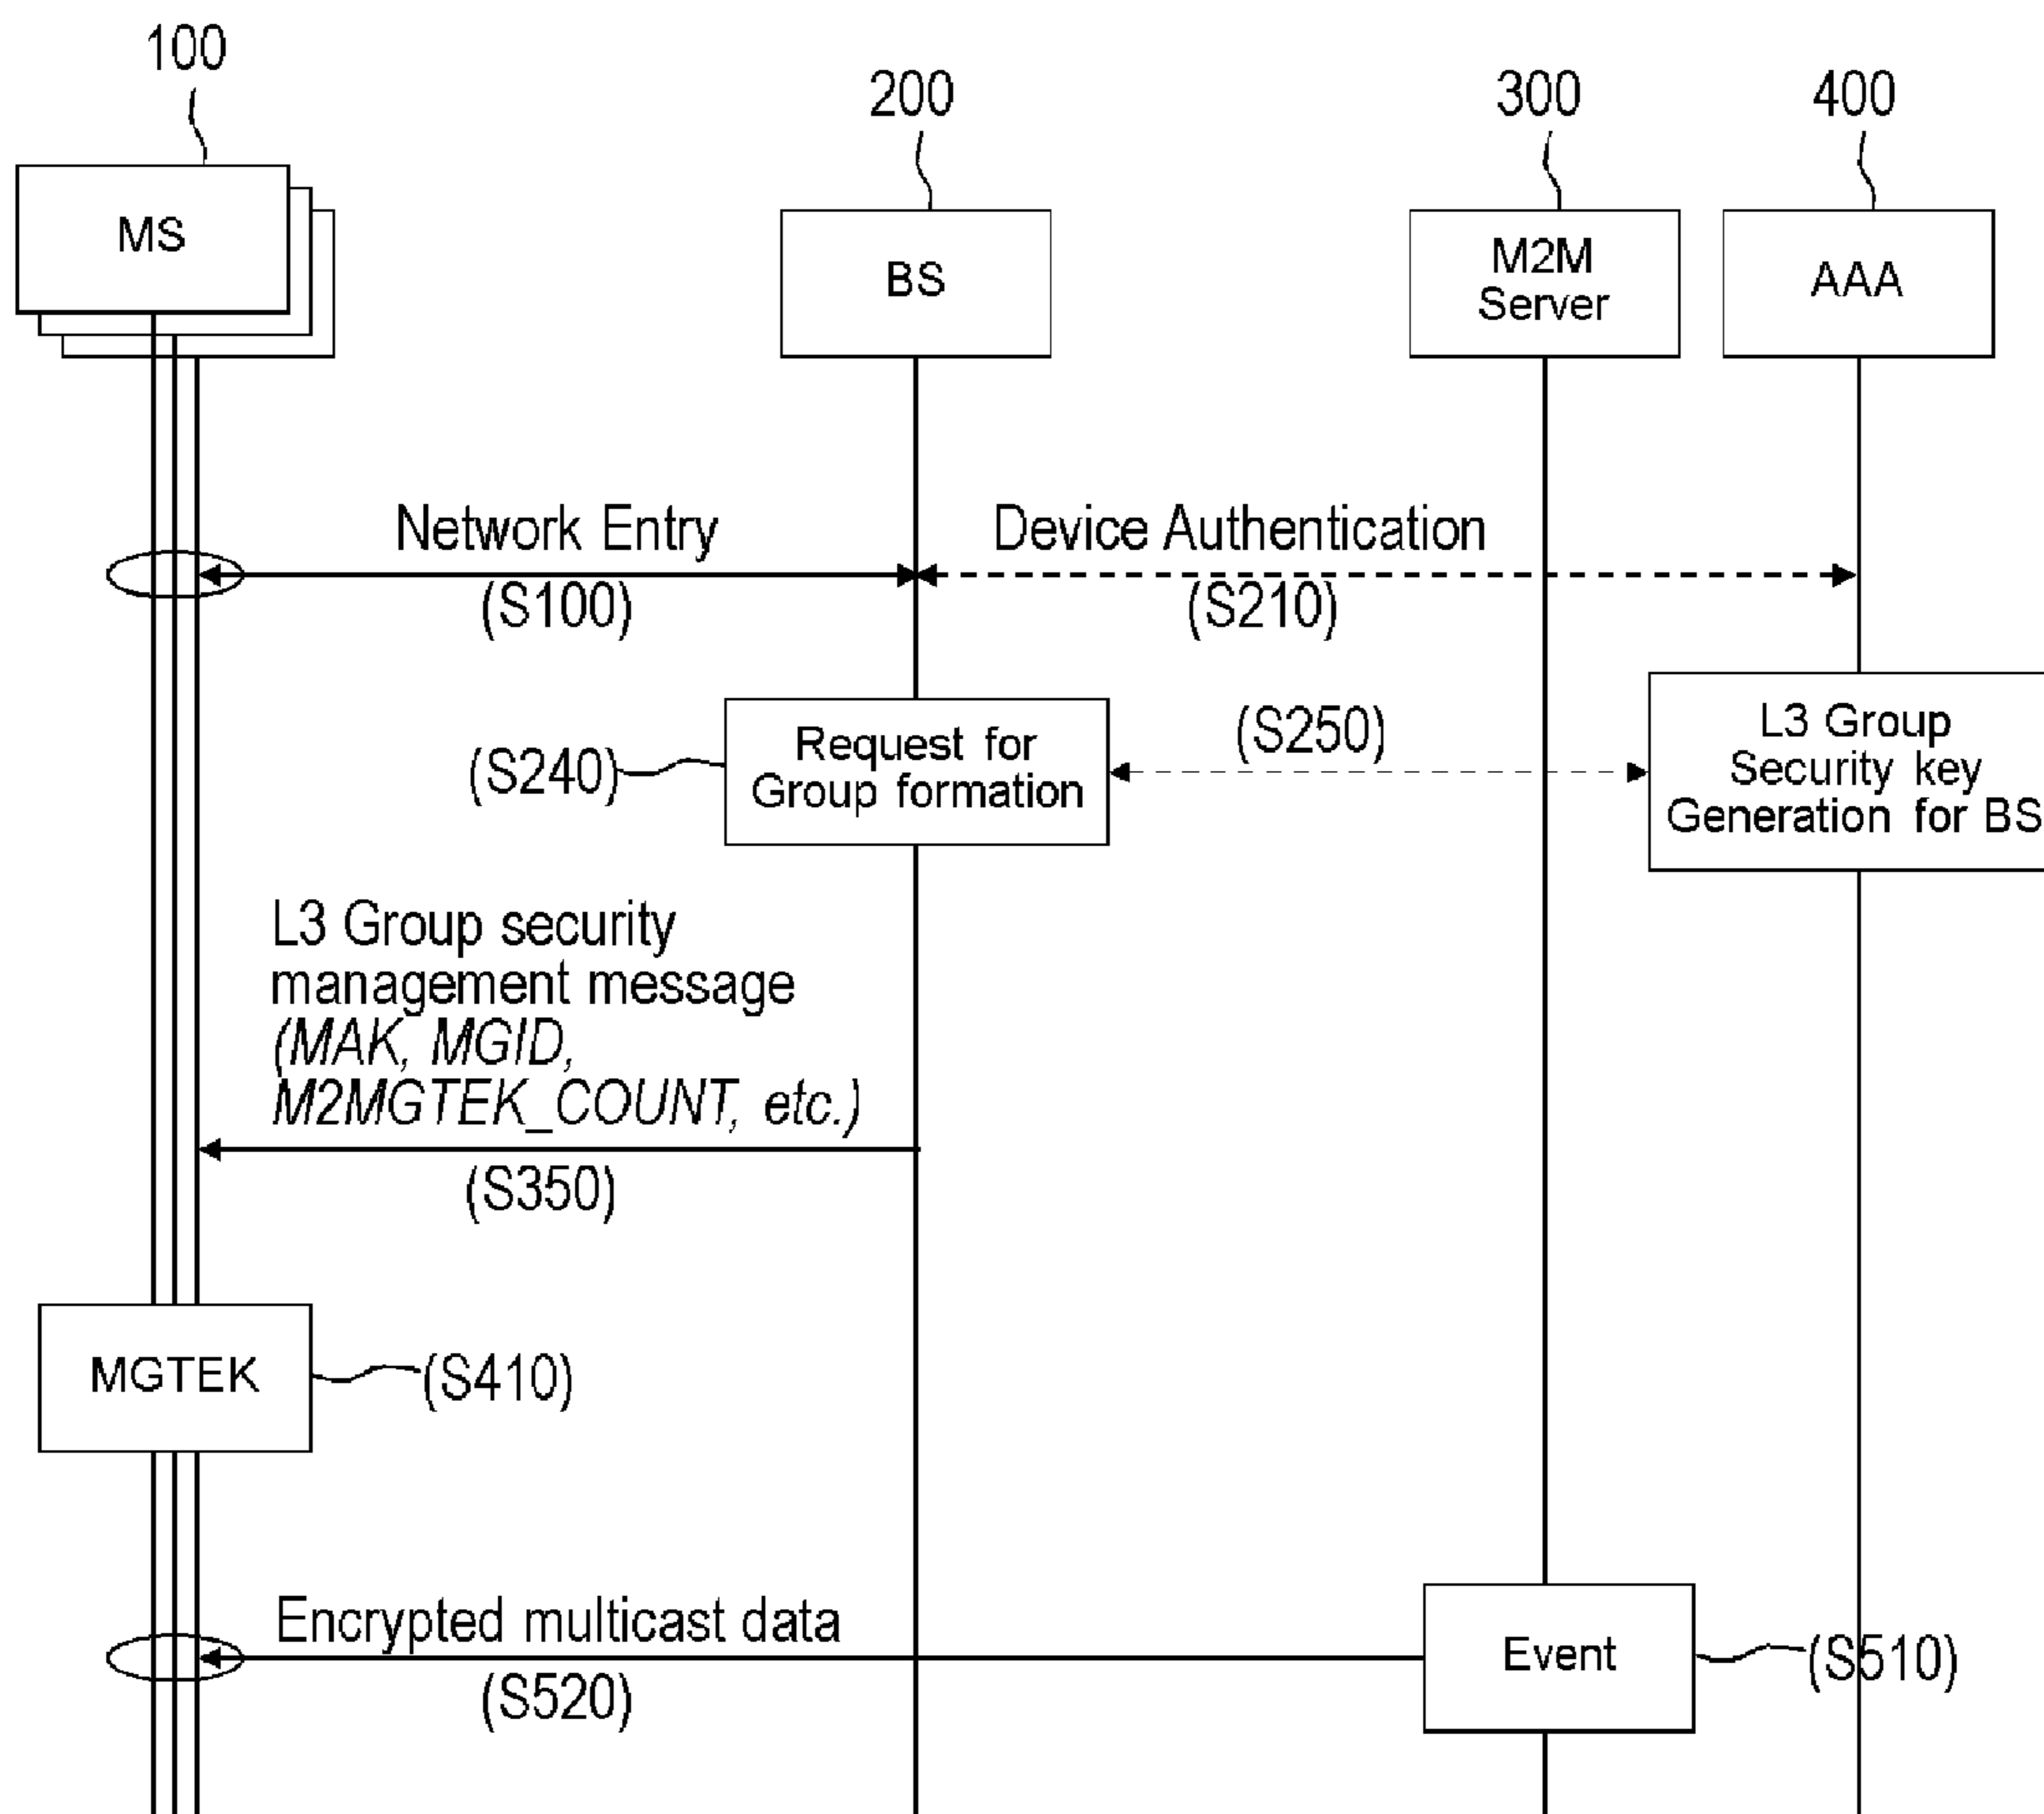 100
200
300
400
MS
BS
M2M
Server
AAA
Network Entry
(S100)
Device Authentication
(S210)
(S240)
Request for
Group formation
(S250)
L3 Group
Security key
Generation for BS
L3 Group security
management message
(MAK, MGID,
M2MGTEK_COUNT, etc.)
(S350)
MGTEK
(S410)
Encrypted multicast data
(S520)
Event
(S510)